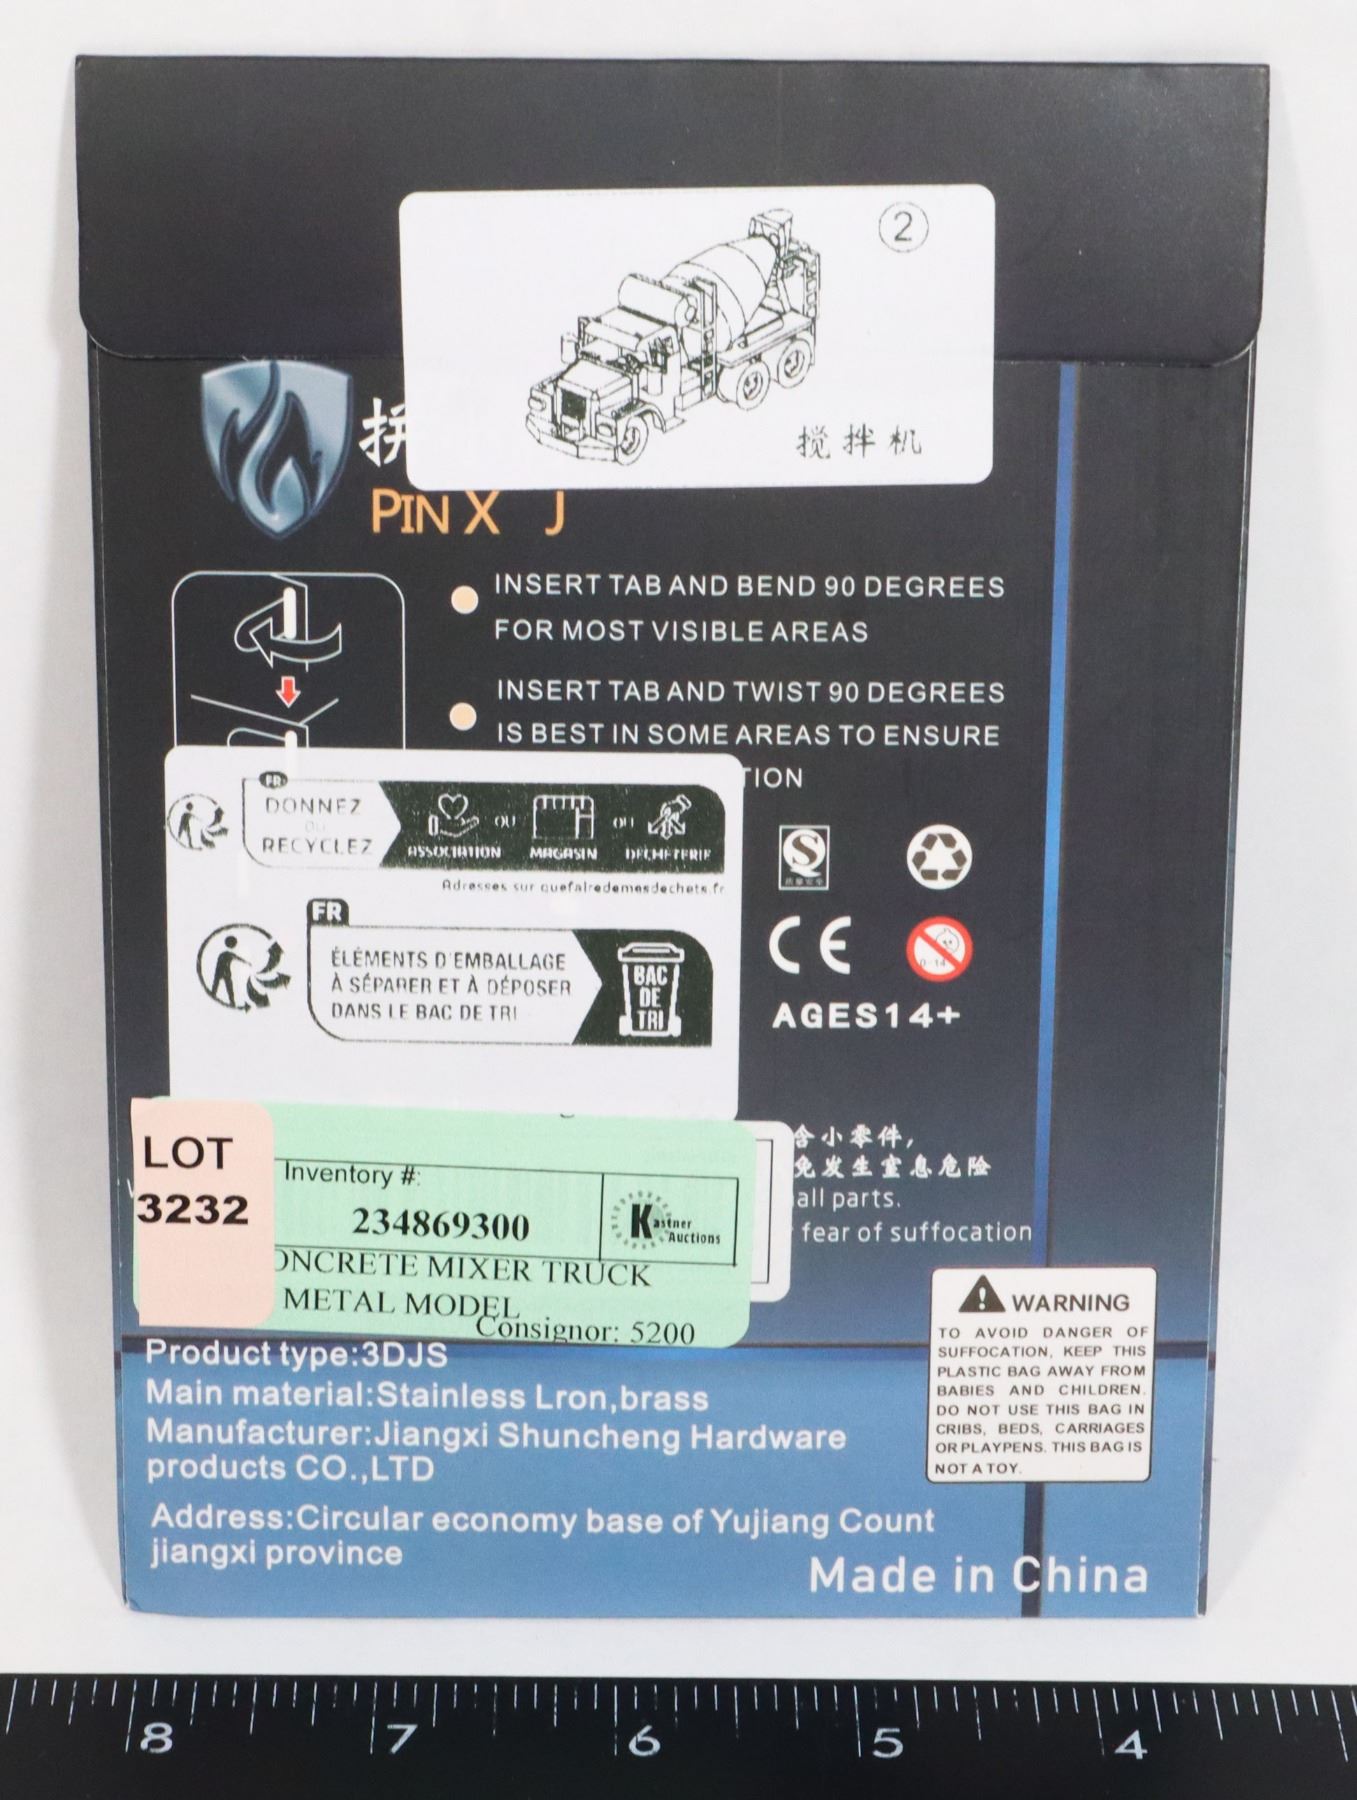 2
搅拌机
拼
PIN X J
INSERT TAB AND BEND 90 DEGREES
FOR MOST VISIBLE AREAS
INSERT TAB AND TWIST 90 DEGREES
IS BEST IN SOME AREAS TO ENSURE
TION
FR
DONNEZ
OU
RECYCLEZ
ASSOCIATION OU MAGASIN OU DÉCHÈTERIE
Adresses sur quefairedemesdechets.fr
FR
ÉLÉMENTS D'EMBALLAGE
À SÉPARER ET À DÉPOSER
DANS LE BAC DE TRI
BAC
DE
TRI
S
质量安全
CE
0-14
AGES14+
含小零件,
免发生窒息危险
all parts.
fear of suffocation
LOT
3232
Inventory #:
234869300
Kastner
Auctions
ONCRETE MIXER TRUCK
METAL MODEL
Consignor: 5200
WARNING
TO AVOID DANGER OF
SUFFOCATION, KEEP THIS
PLASTIC BAG AWAY FROM
BABIES AND CHILDREN.
DO NOT USE THIS BAG IN
CRIBS, BEDS, CARRIAGES
OR PLAYPENS. THIS BAG IS
NOT A TOY.
Product type:3DJS
Main material:Stainless Lron,brass
Manufacturer:Jiangxi Shuncheng Hardware
products CO.,LTD
Address:Circular economy base of Yujiang Count
jiangxi province
Made in China
8 7 6 5 4